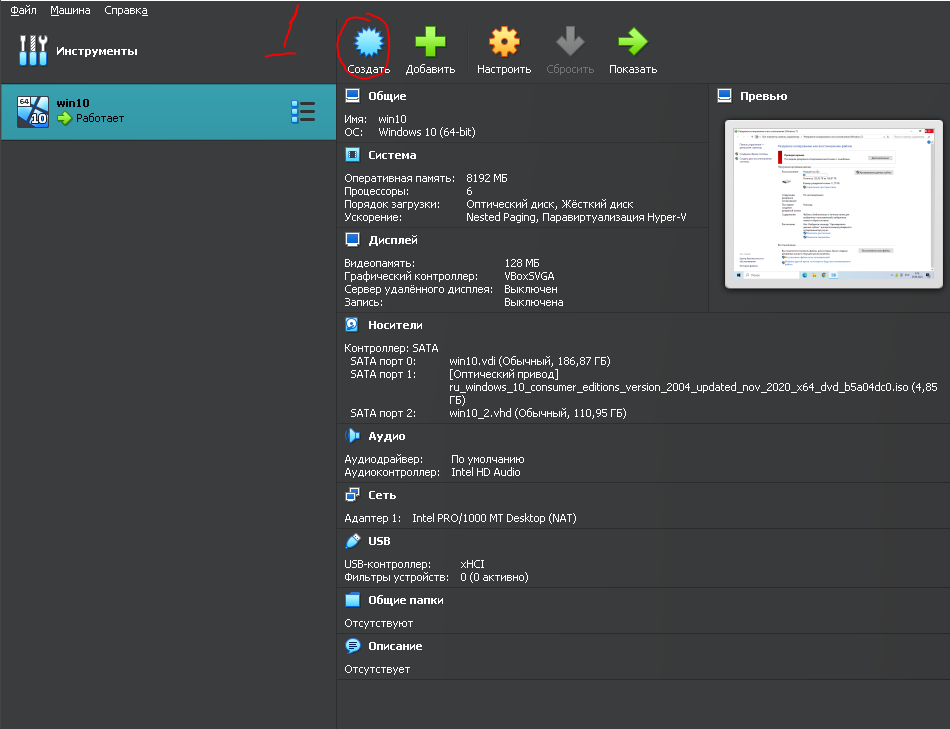 Файл Машина Справка
Инструменты
1
Создать Добавить Настроить Сбросить Показать
64
10
win10
Работает
Общие
Имя: win10
ОС: Windows 10 (64-bit)
Система
Оперативная память: 8192 МБ
Процессоры: 6
Порядок загрузки: Оптический диск, Жёсткий диск
Ускорение: Nested Paging, Паравиртуализация Hyper-V
Дисплей
Видеопамять: 128 МБ
Графический контроллер: VBoxSVGA
Сервер удалённого дисплея: Выключен
Запись: Выключена
Превью
Носители
Контроллер: SATA
SATA порт 0: win10.vdi (Обычный, 186,87 ГБ)
SATA порт 1: [Оптический привод]
ru_windows_10_consumer_editions_version_2004_updated_nov_2020_x64_dvd_b5a04dc0.iso (4,85
ГБ)
SATA порт 2: win10_2.vhd (Обычный, 110,95 ГБ)
Аудио
Аудиодрайвер: По умолчанию
Аудиоконтроллер: Intel HD Audio
Сеть
Адаптер 1: Intel PRO/1000 MT Desktop (NAT)
USB
USB-контроллер: xHCI
Фильтры устройств: 0 (0 активно)
Общие папки
Отсутствуют
Описание
Отсутствует